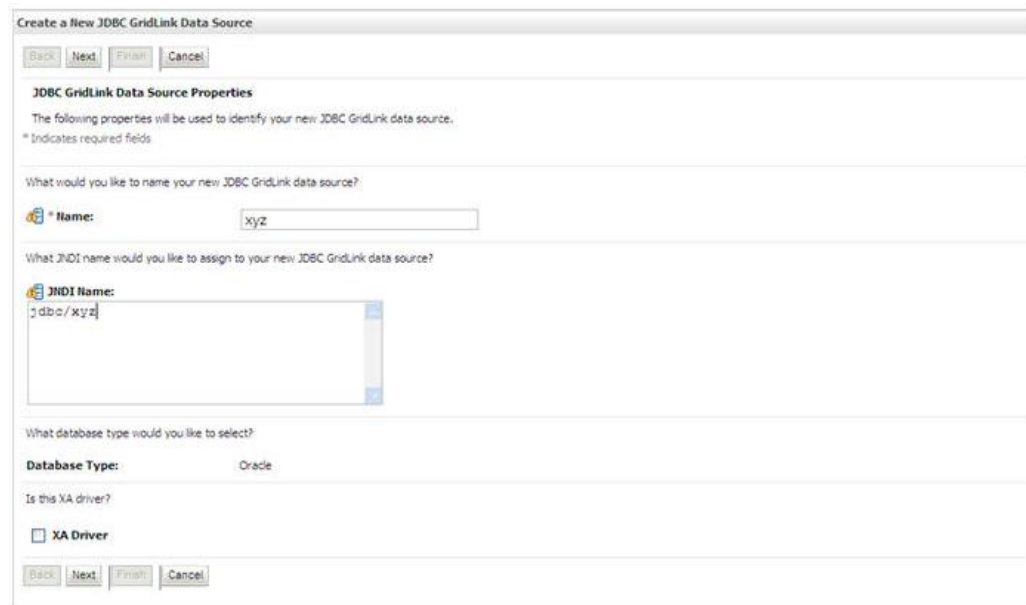 Create a New JDBC GridLink Data Source
Back Next Finish Cancel
JDBC GridLink Data Source Properties
The following properties will be used to identify your new JDBC GridLink data source.
* Indicates required fields
What would you like to name your new JDBC GridLink data source?
* Name: xyz
What JNDI name would you like to assign to your new JDBC GridLink data source?
JNDI Name:
jdbc/xyz
What database type would you like to select?
Database Type: Oracle
Is this XA driver?
XA Driver
Back Next Finish Cancel